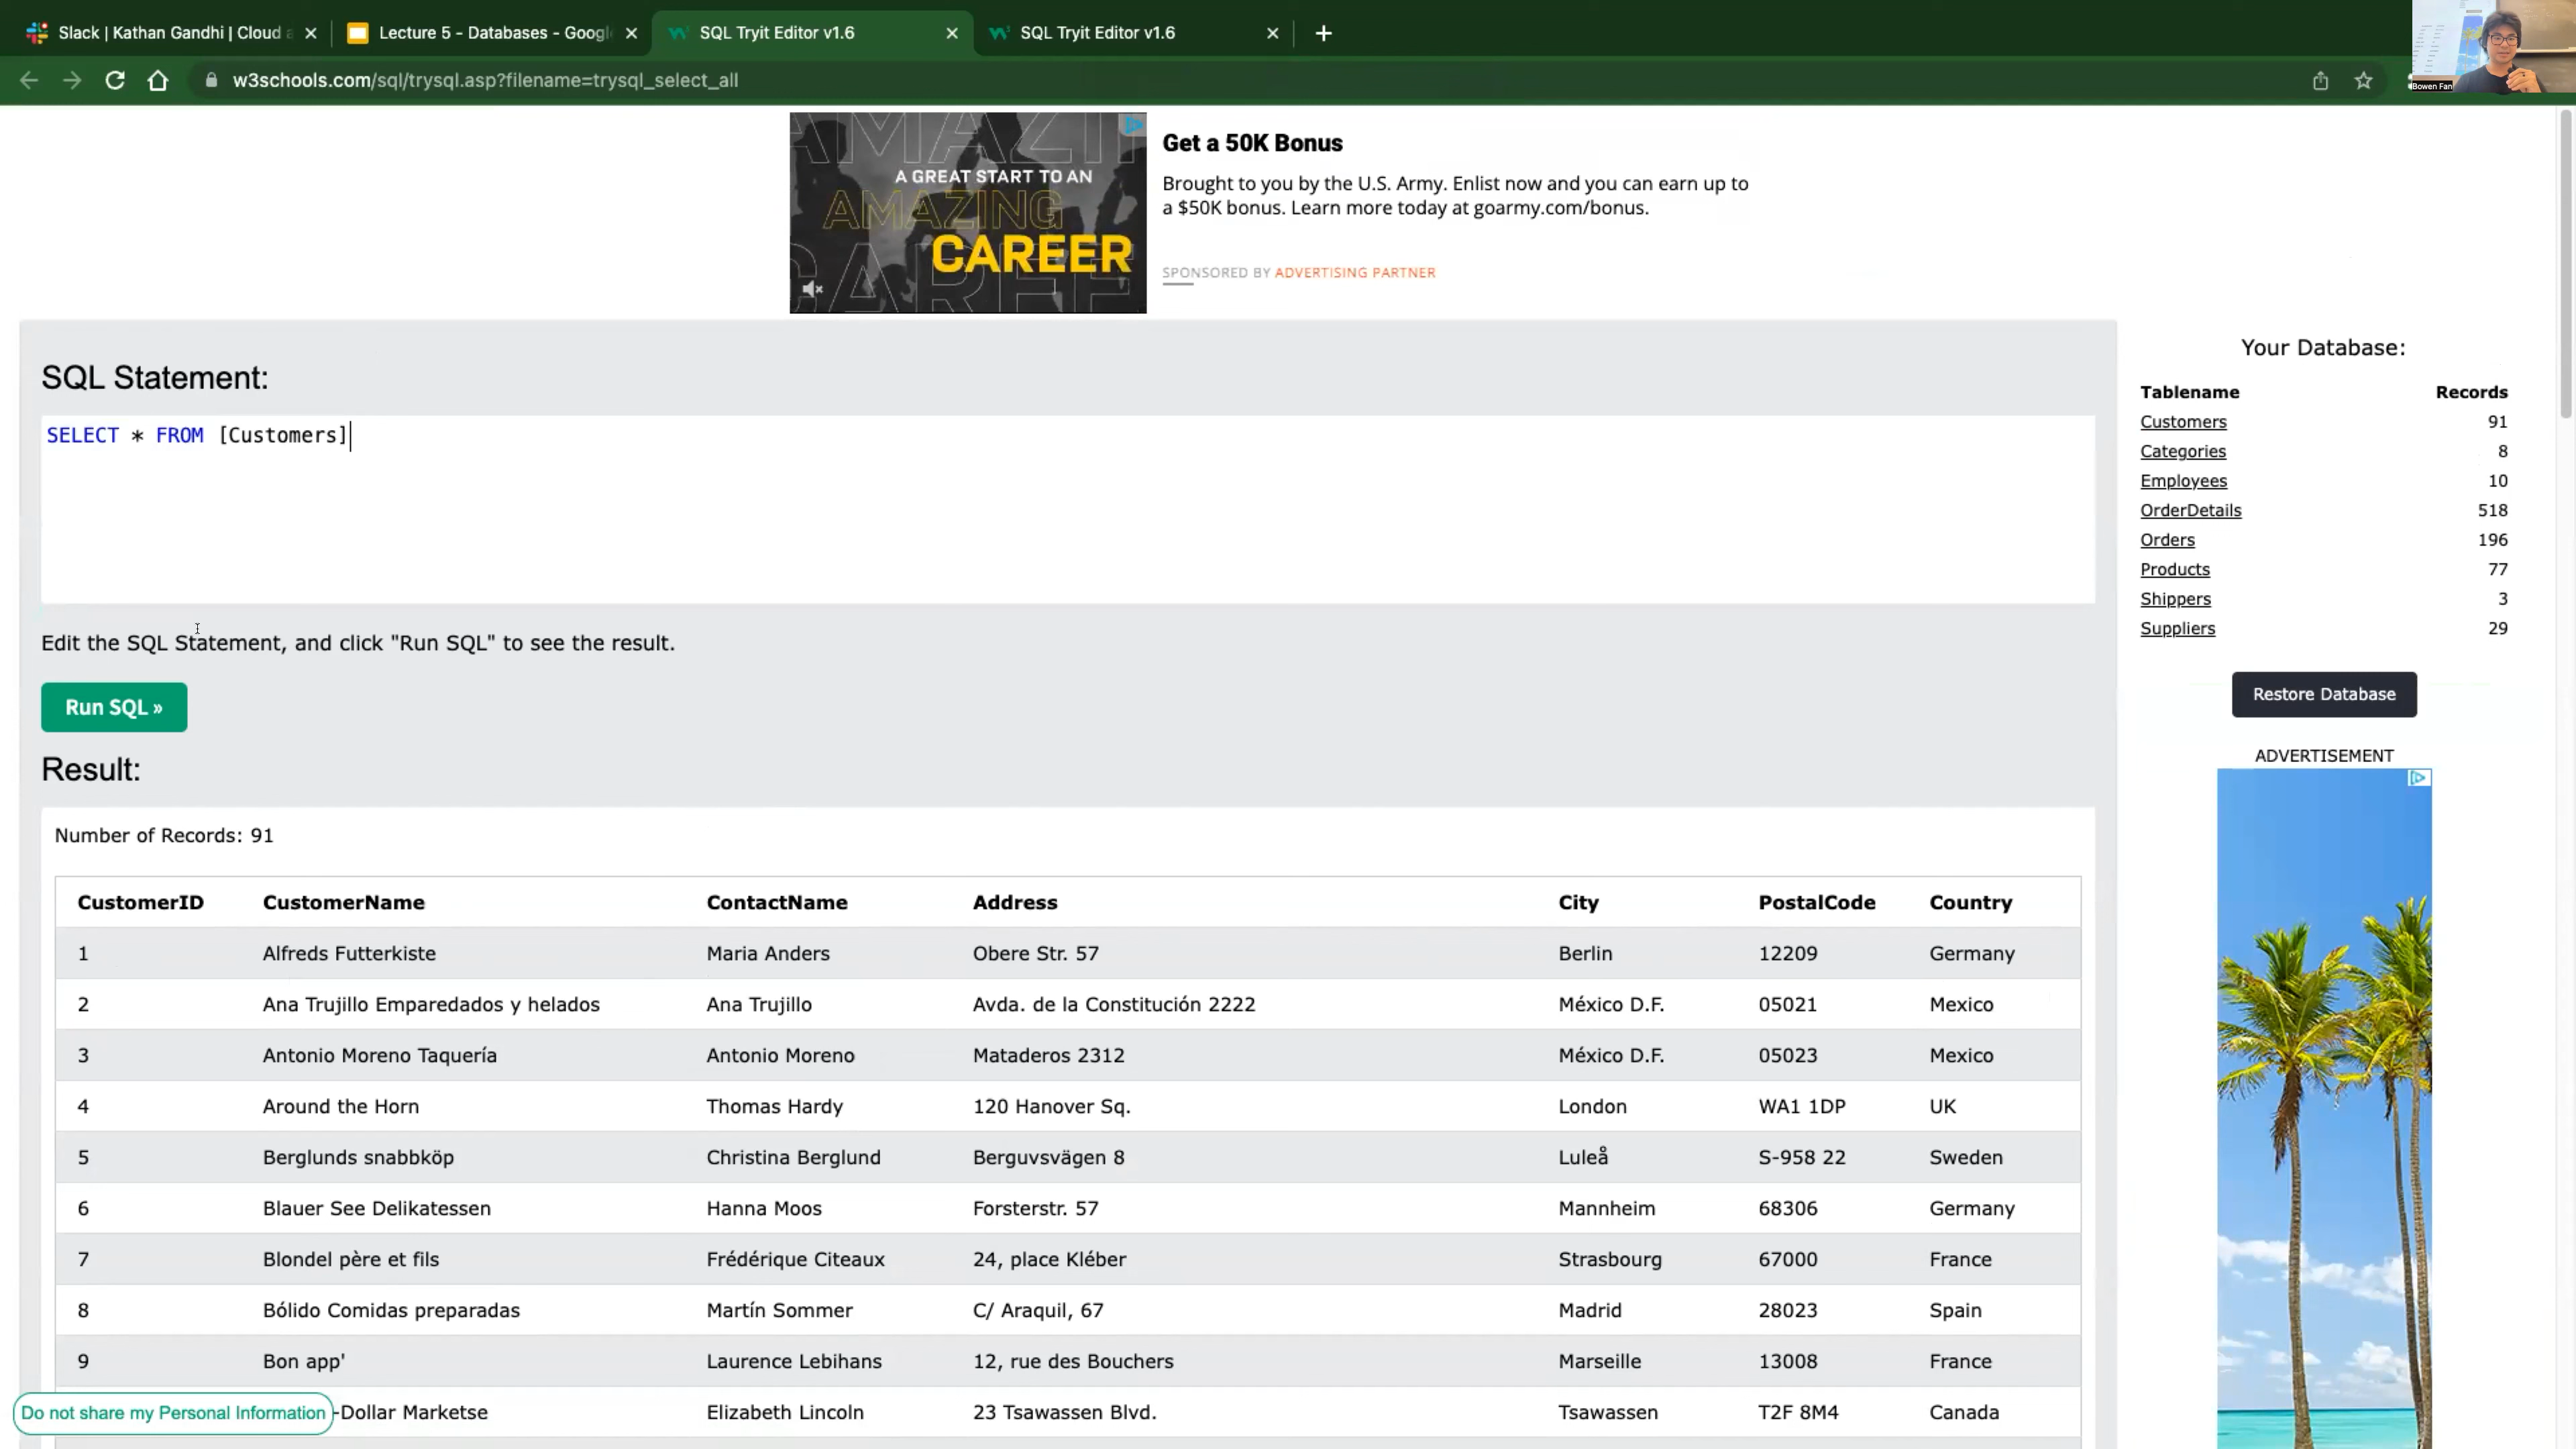 Slack | Kathan Gandhi | Cloud a
Lecture 5 - Databases - Googl
SQL Tryit Editor v1.6
SQL Tryit Editor v1.6
w3schools.com/sql/trysql.asp?filename=trysql_select_all
Bowen Fan
A GREAT START TO AN
AMAZING
CAREER
Get a 50K Bonus
Brought to you by the U.S. Army. Enlist now and you can earn up to
a $50K bonus. Learn more today at goarmy.com/bonus.
SPONSORED BY ADVERTISING PARTNER
SQL Statement:
SELECT * FROM [Customers]
Edit the SQL Statement, and click "Run SQL" to see the result.
Run SQL »
Result:
Number of Records: 91
CustomerID CustomerName ContactName Address City PostalCode Country
1 Alfreds Futterkiste Maria Anders Obere Str. 57 Berlin 12209 Germany
2 Ana Trujillo Emparedados y helados Ana Trujillo Avda. de la Constitución 2222 México D.F. 05021 Mexico
3 Antonio Moreno Taquería Antonio Moreno Mataderos 2312 México D.F. 05023 Mexico
4 Around the Horn Thomas Hardy 120 Hanover Sq. London WA1 1DP UK
5 Berglunds snabbköp Christina Berglund Berguvsvägen 8 Luleå S-958 22 Sweden
6 Blauer See Delikatessen Hanna Moos Forsterstr. 57 Mannheim 68306 Germany
7 Blondel père et fils Frédérique Citeaux 24, place Kléber Strasbourg 67000 France
8 Bólido Comidas preparadas Martín Sommer C/ Araquil, 67 Madrid 28023 Spain
9 Bon app' Laurence Lebihans 12, rue des Bouchers Marseille 13008 France
-Dollar Marketse Elizabeth Lincoln 23 Tsawassen Blvd. Tsawassen T2F 8M4 Canada
Do not share my Personal Information
Your Database:
Tablename Records
Customers 91
Categories 8
Employees 10
OrderDetails 518
Orders 196
Products 77
Shippers 3
Suppliers 29
Restore Database
ADVERTISEMENT